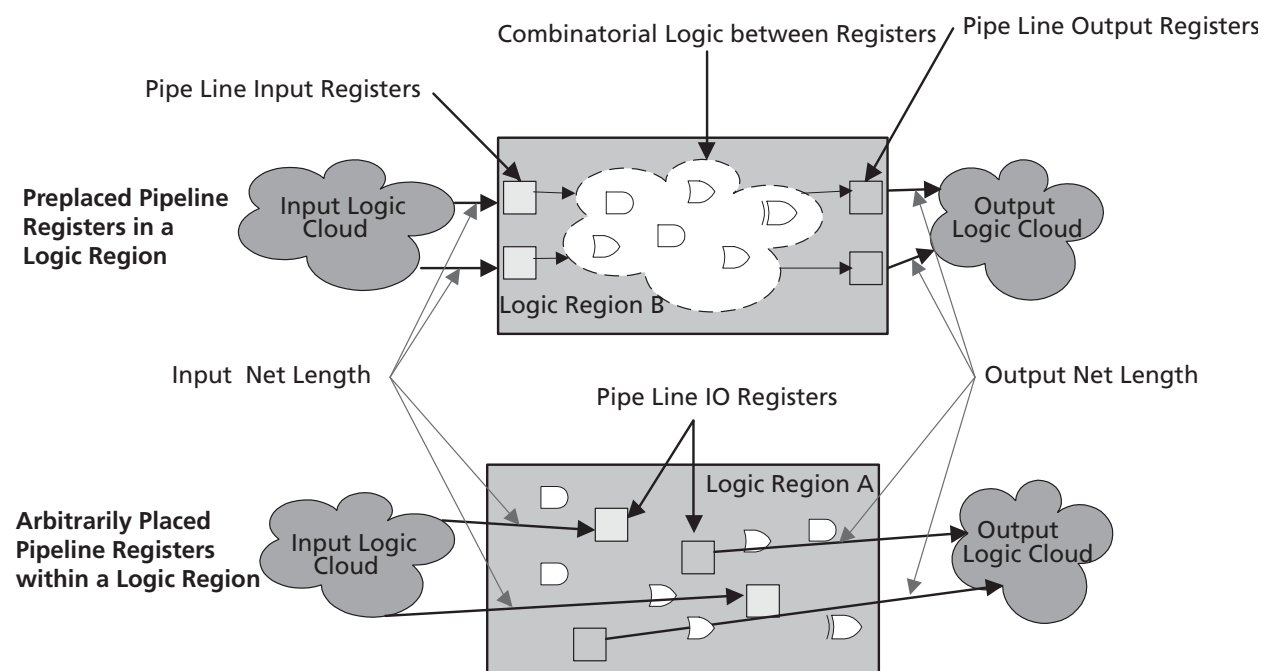 Combinatorial Logic between Registers
Pipe Line Output Registers
Pipe Line Input Registers
Preplaced Pipeline
Registers in a
Logic Region
Input Logic
Cloud
Output
Logic Cloud
Logic Region B
Input Net Length
Output Net Length
Pipe Line IO Registers
Logic Region A
Arbitrarily Placed
Pipeline Registers
within a Logic Region
Input Logic
Cloud
Output
Logic Cloud